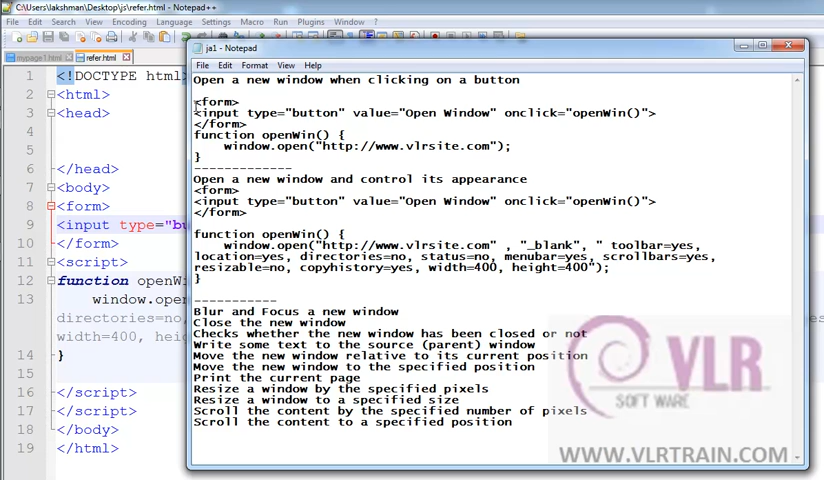 C:\Users\lakshman\Desktop\js\refer.html - Notepad++
File Edit Search View Encoding Language Settings Macro Run Plugins Window
mypage1.html refer.html
ja1 - Notepad
File Edit Format View Help
Open a new window when clicking on a button
<form>
<input type="button" value="Open Window" onclick="openWin()">
</form>
function openWin() {
window.open("http://www.vlrsite.com");
}
-------------
Open a new window and control its appearance
<form>
<input type="button" value="Open Window" onclick="openWin()">
</form>
function openWin() {
window.open("http://www.vlrsite.com" , "_blank", " toolbar=yes,
location=yes, directories=no, status=no, menubar=yes, scrollbars=yes,
resizable=no, copyhistory=yes, width=400, height=400");
}
-----------
Blur and Focus a new window
Close the new window
Checks whether the new window has been closed or not
Write some text to the source (parent) window
Move the new window relative to its current position
Move the new window to the specified position
Print the current page
Resize a window by the specified pixels
Resize a window to a specified size
Scroll the content by the specified number of pixels
Scroll the content to a specified position
1 <!DOCTYPE html
2 <html>
3 <head>
4
5
6 </head>
7 <body>
8 <form>
9 <input type="bu
10 </form>
11 <script>
12 function openWi
13 window.open
directories=no,
width=400, heigh
14 }
15
16 </script>
17 </script>
18 </body>
19 </html>
VLR
SOFT WARE
WWW.VLRTRAIN.COM